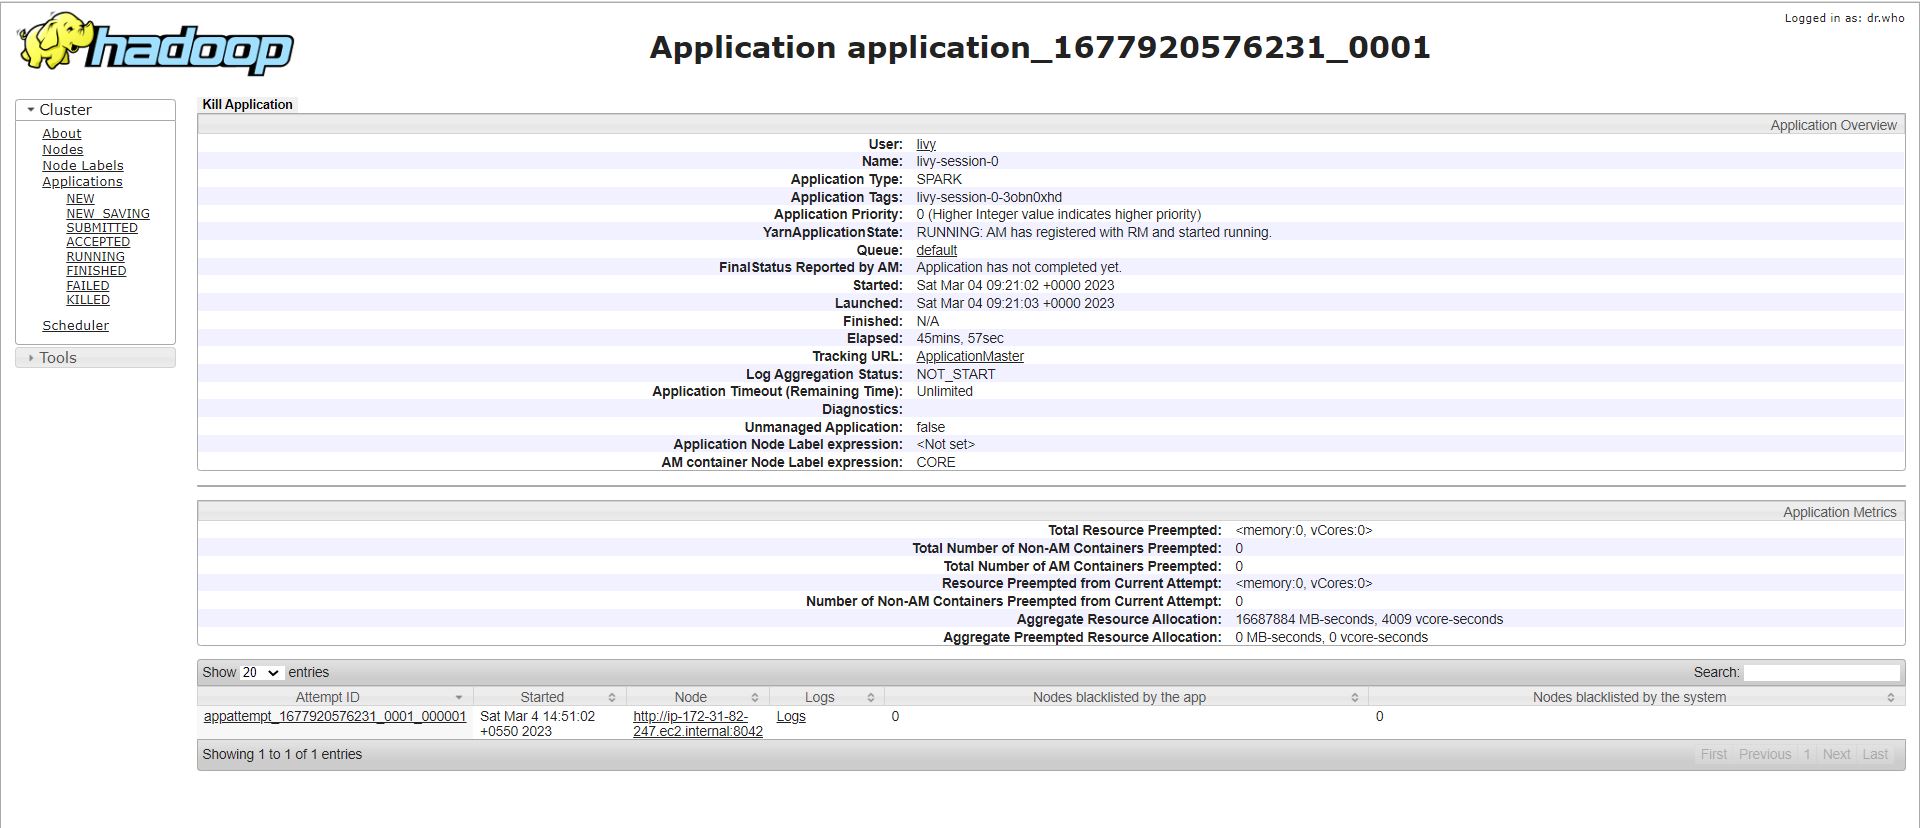 Logged in as: dr.who
hadoop
Application application_1677920576231_0001
Cluster
About
Nodes
Node Labels
Applications
NEW
NEW_SAVING
SUBMITTED
ACCEPTED
RUNNING
FINISHED
FAILED
KILLED
Scheduler
Tools
Kill Application
Application Overview
User: livy
Name: livy-session-0
Application Type: SPARK
Application Tags: livy-session-0-3obn0xhd
Application Priority: 0 (Higher Integer value indicates higher priority)
YarnApplicationState: RUNNING: AM has registered with RM and started running.
Queue: default
FinalStatus Reported by AM: Application has not completed yet.
Started: Sat Mar 04 09:21:02 +0000 2023
Launched: Sat Mar 04 09:21:03 +0000 2023
Finished: N/A
Elapsed: 45mins, 57sec
Tracking URL: ApplicationMaster
Log Aggregation Status: NOT_START
Application Timeout (Remaining Time): Unlimited
Diagnostics:
Unmanaged Application: false
Application Node Label expression: <Not set>
AM container Node Label expression: CORE
Application Metrics
Total Resource Preempted: <memory:0, vCores:0>
Total Number of Non-AM Containers Preempted: 0
Total Number of AM Containers Preempted: 0
Resource Preempted from Current Attempt: <memory:0, vCores:0>
Number of Non-AM Containers Preempted from Current Attempt: 0
Aggregate Resource Allocation: 16687884 MB-seconds, 4009 vcore-seconds
Aggregate Preempted Resource Allocation: 0 MB-seconds, 0 vcore-seconds
Show 20 entries Search:
Attempt ID Started Node Logs Nodes blacklisted by the app Nodes blacklisted by the system
appattempt_1677920576231_0001_000001 Sat Mar 4 14:51:02 http://ip-172-31-82- Logs 0 0
+0550 2023 247.ec2.internal:8042
Showing 1 to 1 of 1 entries First Previous 1 Next Last